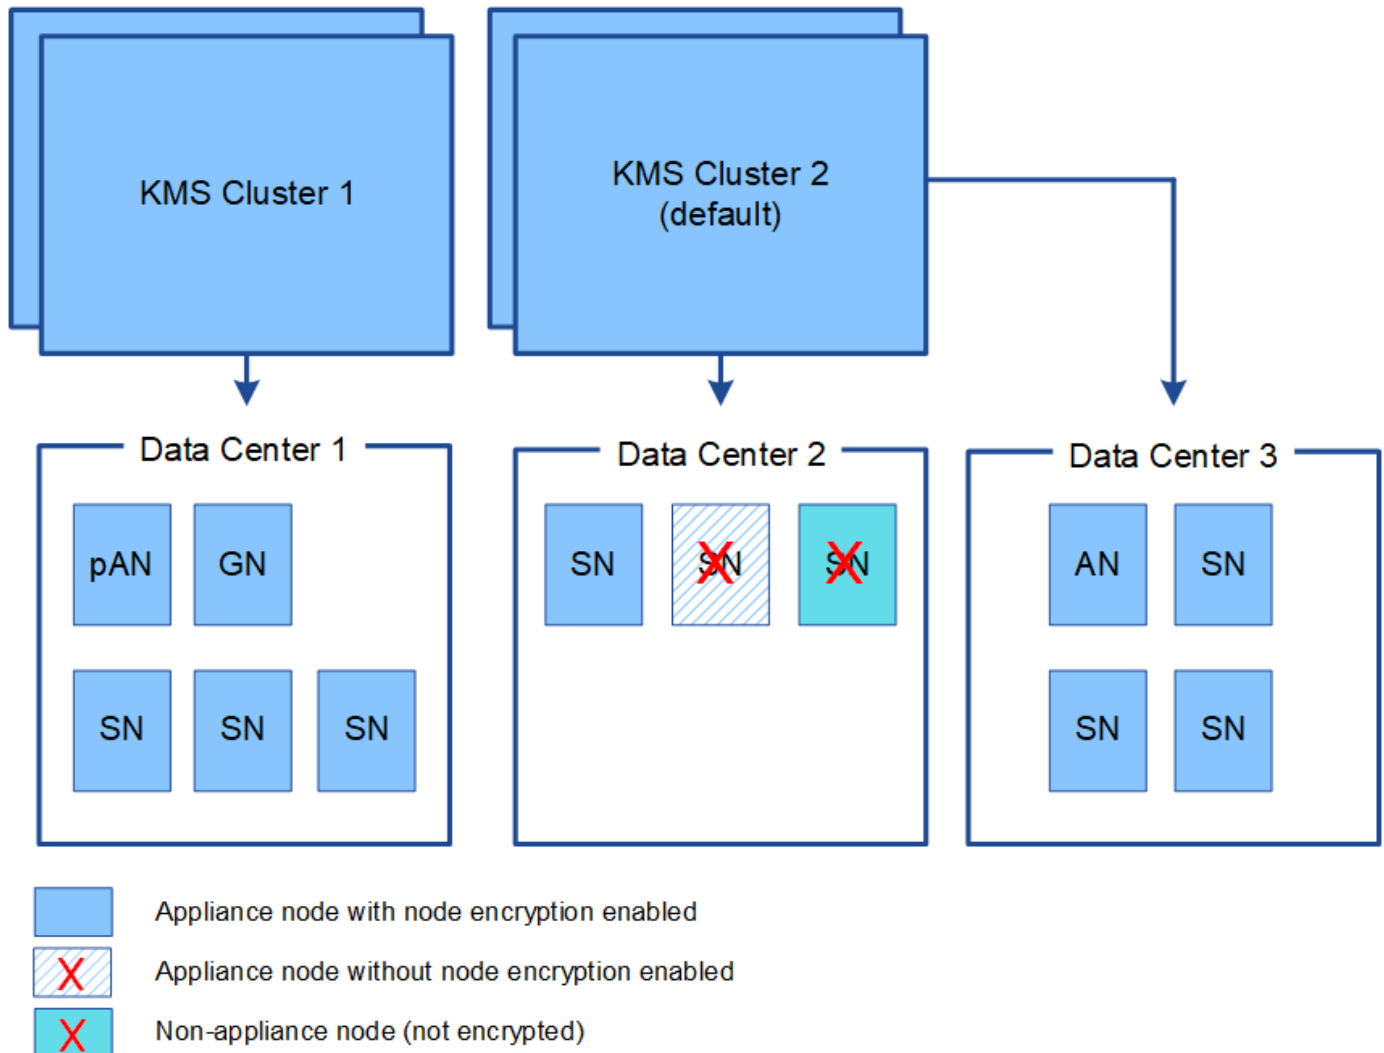 KMS Cluster 1
KMS Cluster 2
(default)
Data Center 1
Data Center 2
Data Center 3
pAN GN
SN SN SN
SN SN SN
AN SN
SN SN
Appliance node with node encryption enabled
X Appliance node without node encryption enabled
X Non-appliance node (not encrypted)